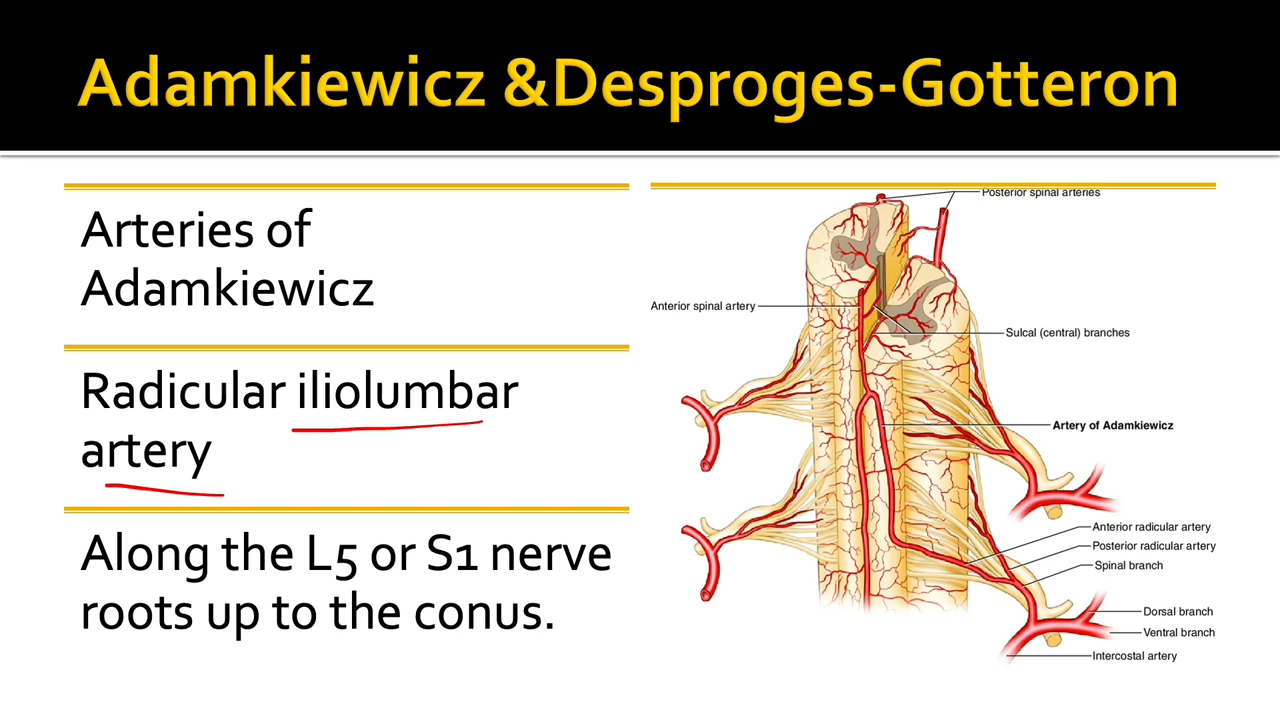 Adamkiewicz &Desproges-Gotteron
Arteries of
Adamkiewicz
Radicular iliolumbar
artery
Along the L5 or S1 nerve
roots up to the conus.
Posterior spinal arteries
Anterior spinal artery
Sulcal (central) branches
Artery of Adamkiewicz
Anterior radicular artery
Posterior radicular artery
Spinal branch
Dorsal branch
Ventral branch
Intercostal artery